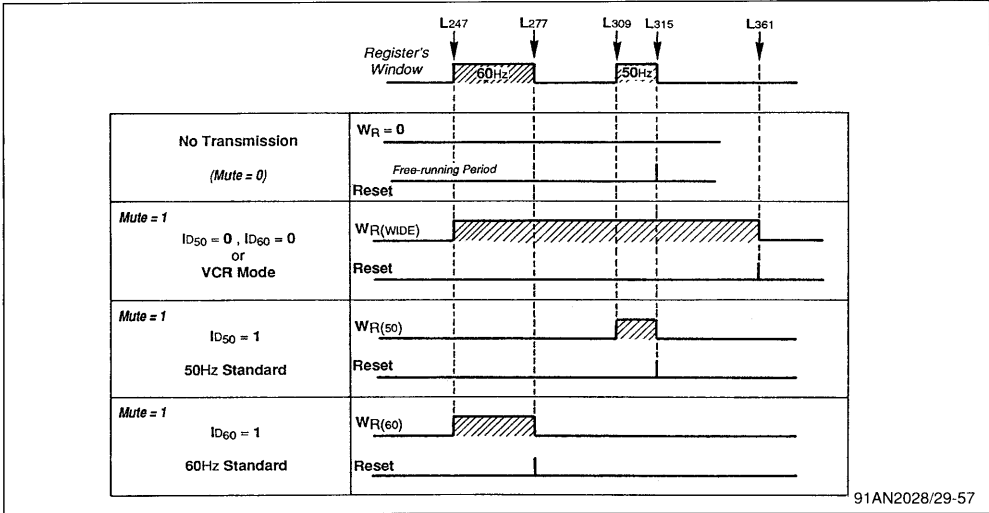 L247 L277 L309 L315 L361
Register's
Window
60Hz 50Hz
No Transmission
(Mute = 0)
WR = 0
Free-running Period
Reset
Mute = 1
ID50 = 0 , ID60 = 0
or
VCR Mode
WR(WIDE)
Reset
Mute = 1
ID50 = 1
50Hz Standard
WR(50)
Reset
Mute = 1
ID60 = 1
60Hz Standard
WR(60)
Reset
91AN2028/29-57